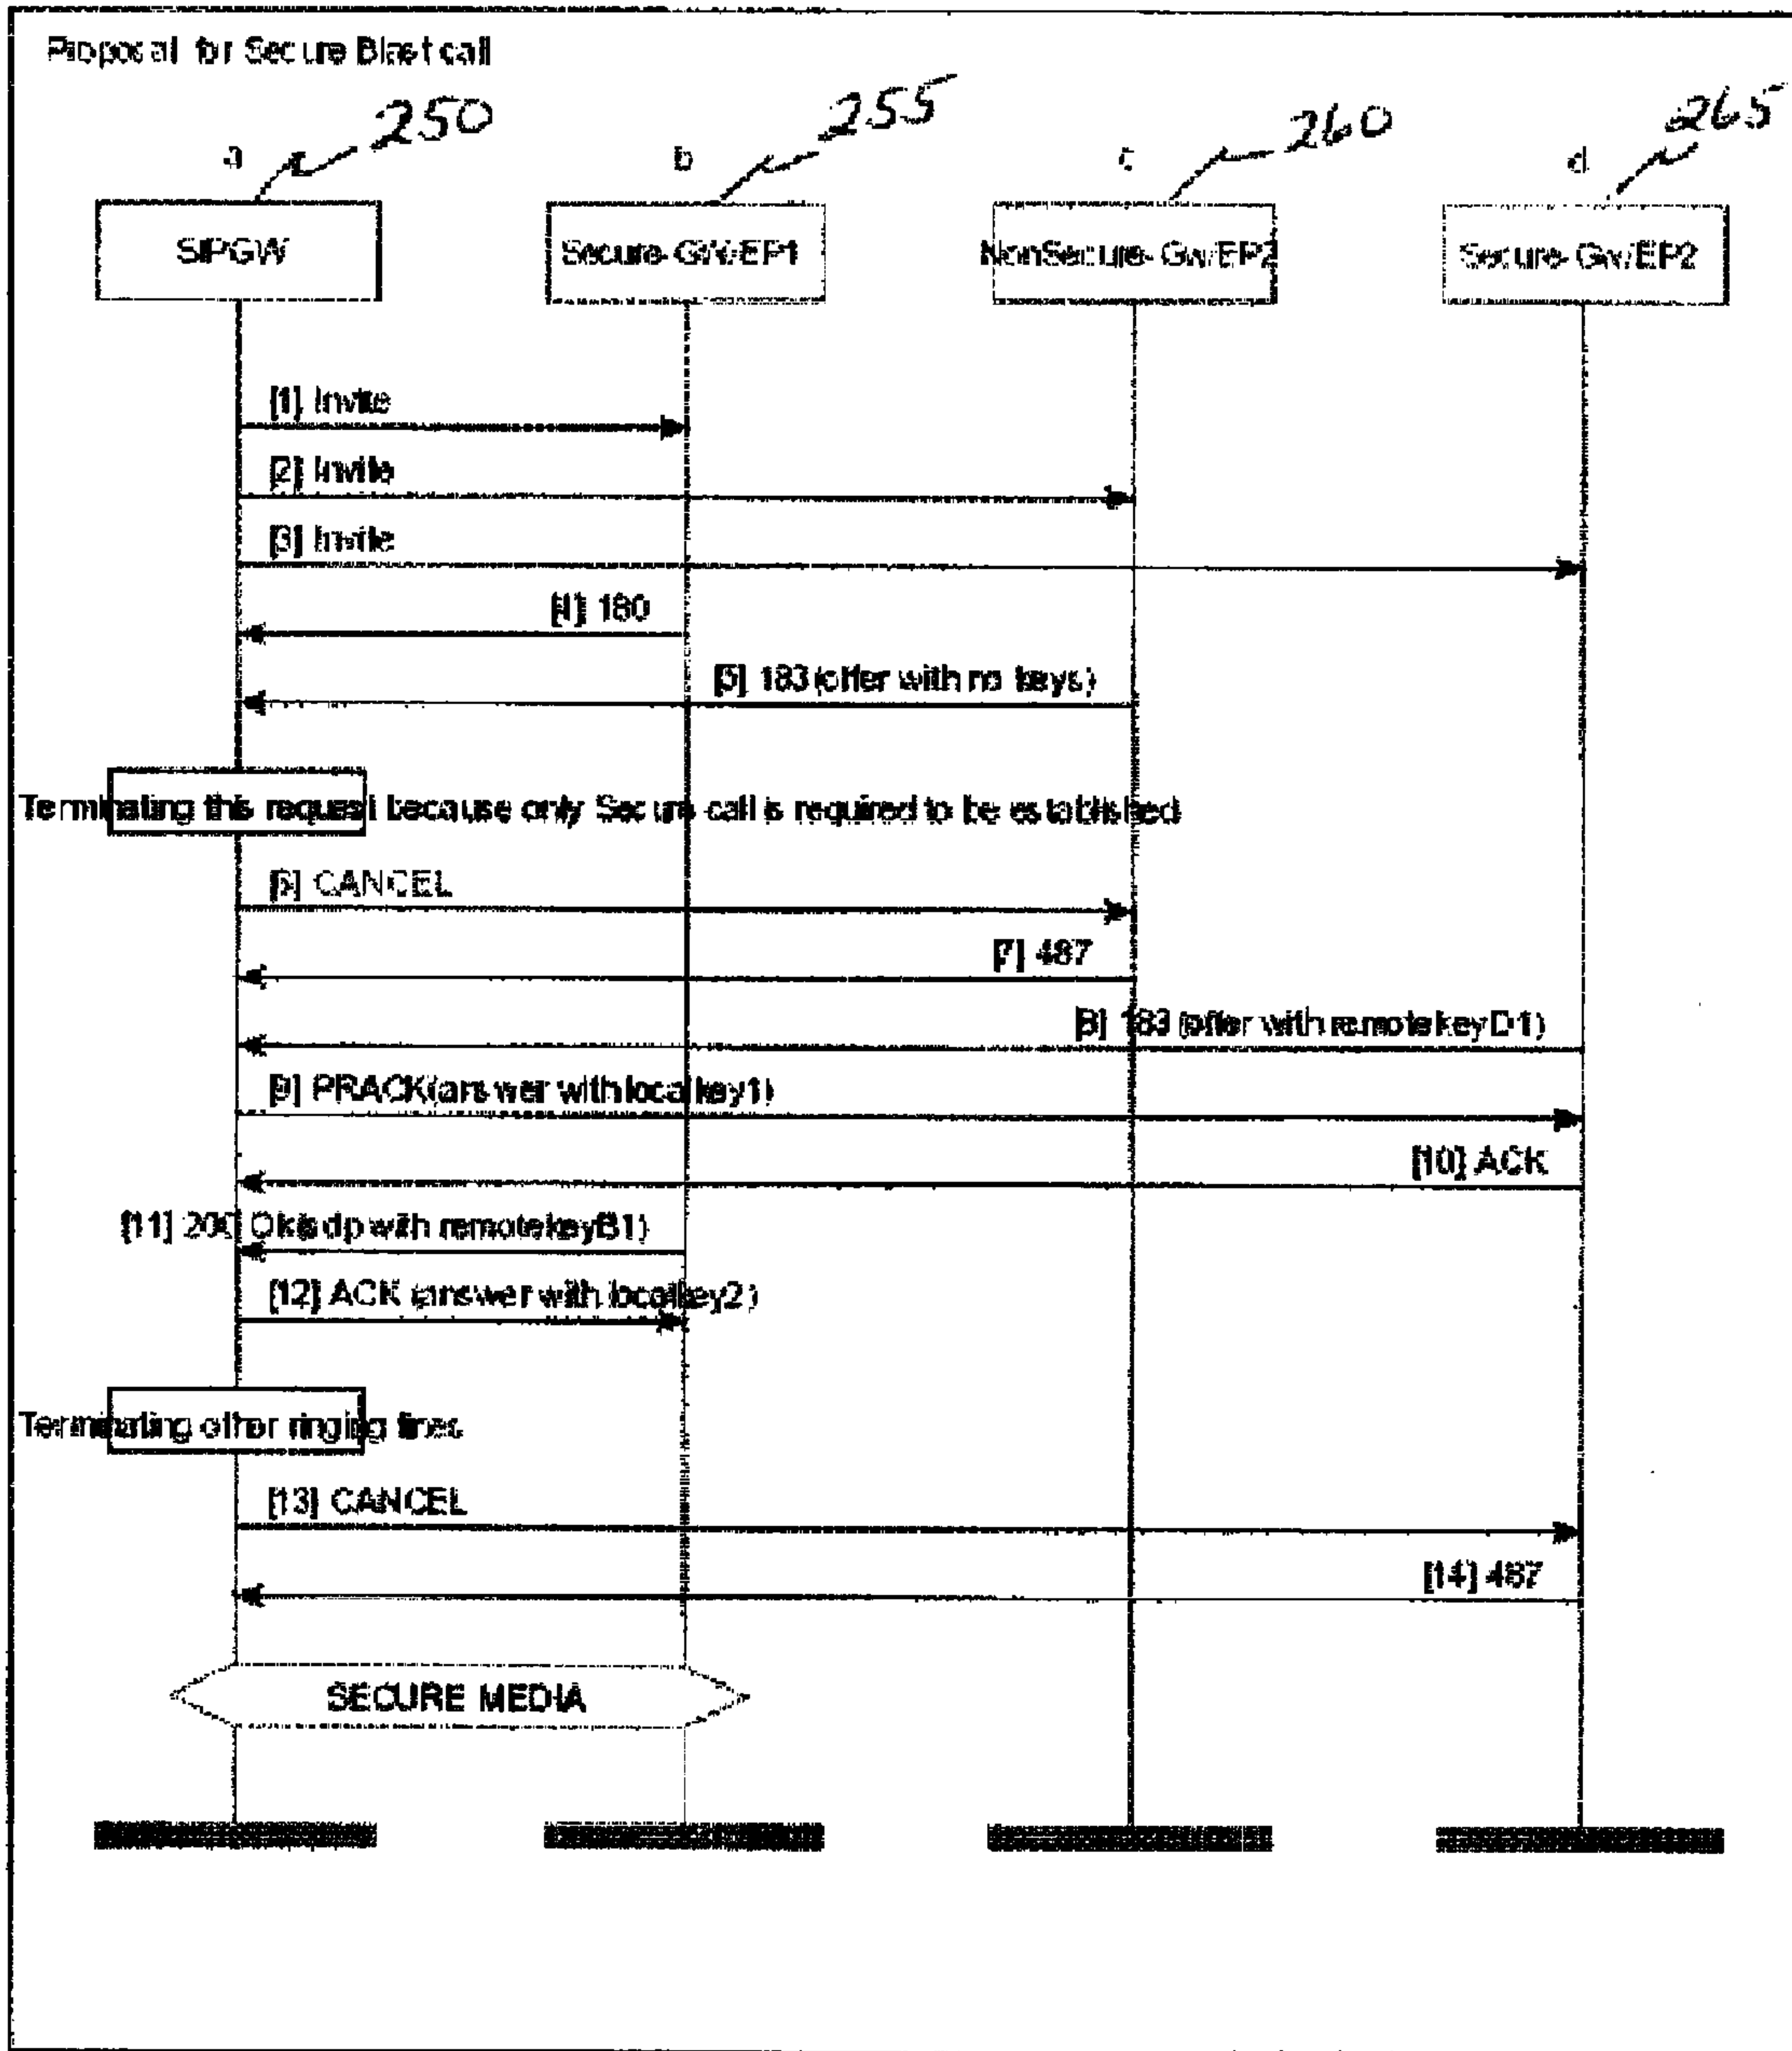 Proposal for Secure Blast call
250
255
260
265
a
b
c
d
SIPGW
Secure-GW/EP1
NonSecure-Gw/EP2
Secure-Gw/EP2
[1] Invite
[2] Invite
[3] Invite
[4] 180
[5] 183 (offer with no keys)
Terminating this request because only Secure call is required to be established
[6] CANCEL
[7] 487
[8] 183 (offer with remotekeyD1)
[9] PRACK(answer with localkey1)
[10] ACK
[11] 200 Ok(sdp with remotekeyB1)
[12] ACK (answer with localkey2)
Terminating other ringing lines
[13] CANCEL
[14] 487
SECURE MEDIA